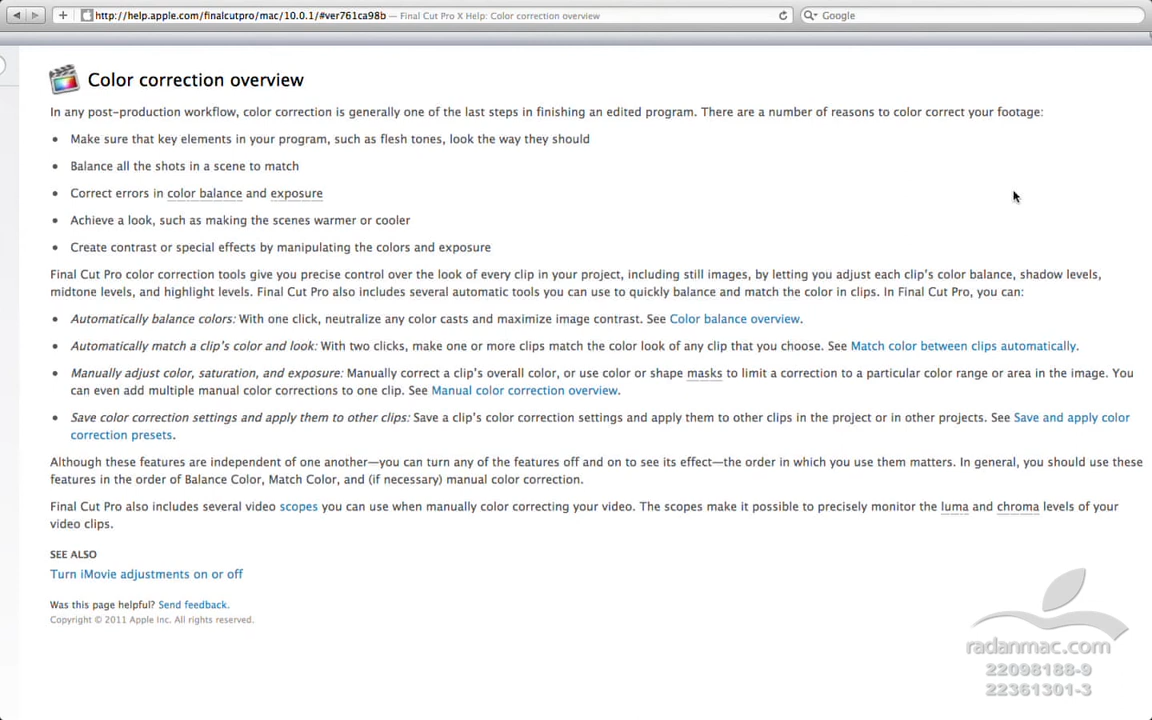 http://help.apple.com/finalcutpro/mac/10.0.1/#ver761ca98b — Final Cut Pro X Help: Color correction overview
Google
Color correction overview
In any post-production workflow, color correction is generally one of the last steps in finishing an edited program. There are a number of reasons to color correct your footage:
• Make sure that key elements in your program, such as flesh tones, look the way they should
• Balance all the shots in a scene to match
• Correct errors in color balance and exposure
• Achieve a look, such as making the scenes warmer or cooler
• Create contrast or special effects by manipulating the colors and exposure
Final Cut Pro color correction tools give you precise control over the look of every clip in your project, including still images, by letting you adjust each clip's color balance, shadow levels,
midtone levels, and highlight levels. Final Cut Pro also includes several automatic tools you can use to quickly balance and match the color in clips. In Final Cut Pro, you can:
• Automatically balance colors: With one click, neutralize any color casts and maximize image contrast. See Color balance overview.
• Automatically match a clip's color and look: With two clicks, make one or more clips match the color look of any clip that you choose. See Match color between clips automatically.
• Manually adjust color, saturation, and exposure: Manually correct a clip's overall color, or use color or shape masks to limit a correction to a particular color range or area in the image. You
can even add multiple manual color corrections to one clip. See Manual color correction overview.
• Save color correction settings and apply them to other clips: Save a clip's color correction settings and apply them to other clips in the project or in other projects. See Save and apply color
correction presets.
Although these features are independent of one another—you can turn any of the features off and on to see its effect—the order in which you use them matters. In general, you should use these
features in the order of Balance Color, Match Color, and (if necessary) manual color correction.
Final Cut Pro also includes several video scopes you can use when manually color correcting your video. The scopes make it possible to precisely monitor the luma and chroma levels of your
video clips.
SEE ALSO
Turn iMovie adjustments on or off
Was this page helpful? Send feedback.
Copyright © 2011 Apple Inc. All rights reserved.
radanmac.com
22098188-9
22361301-3